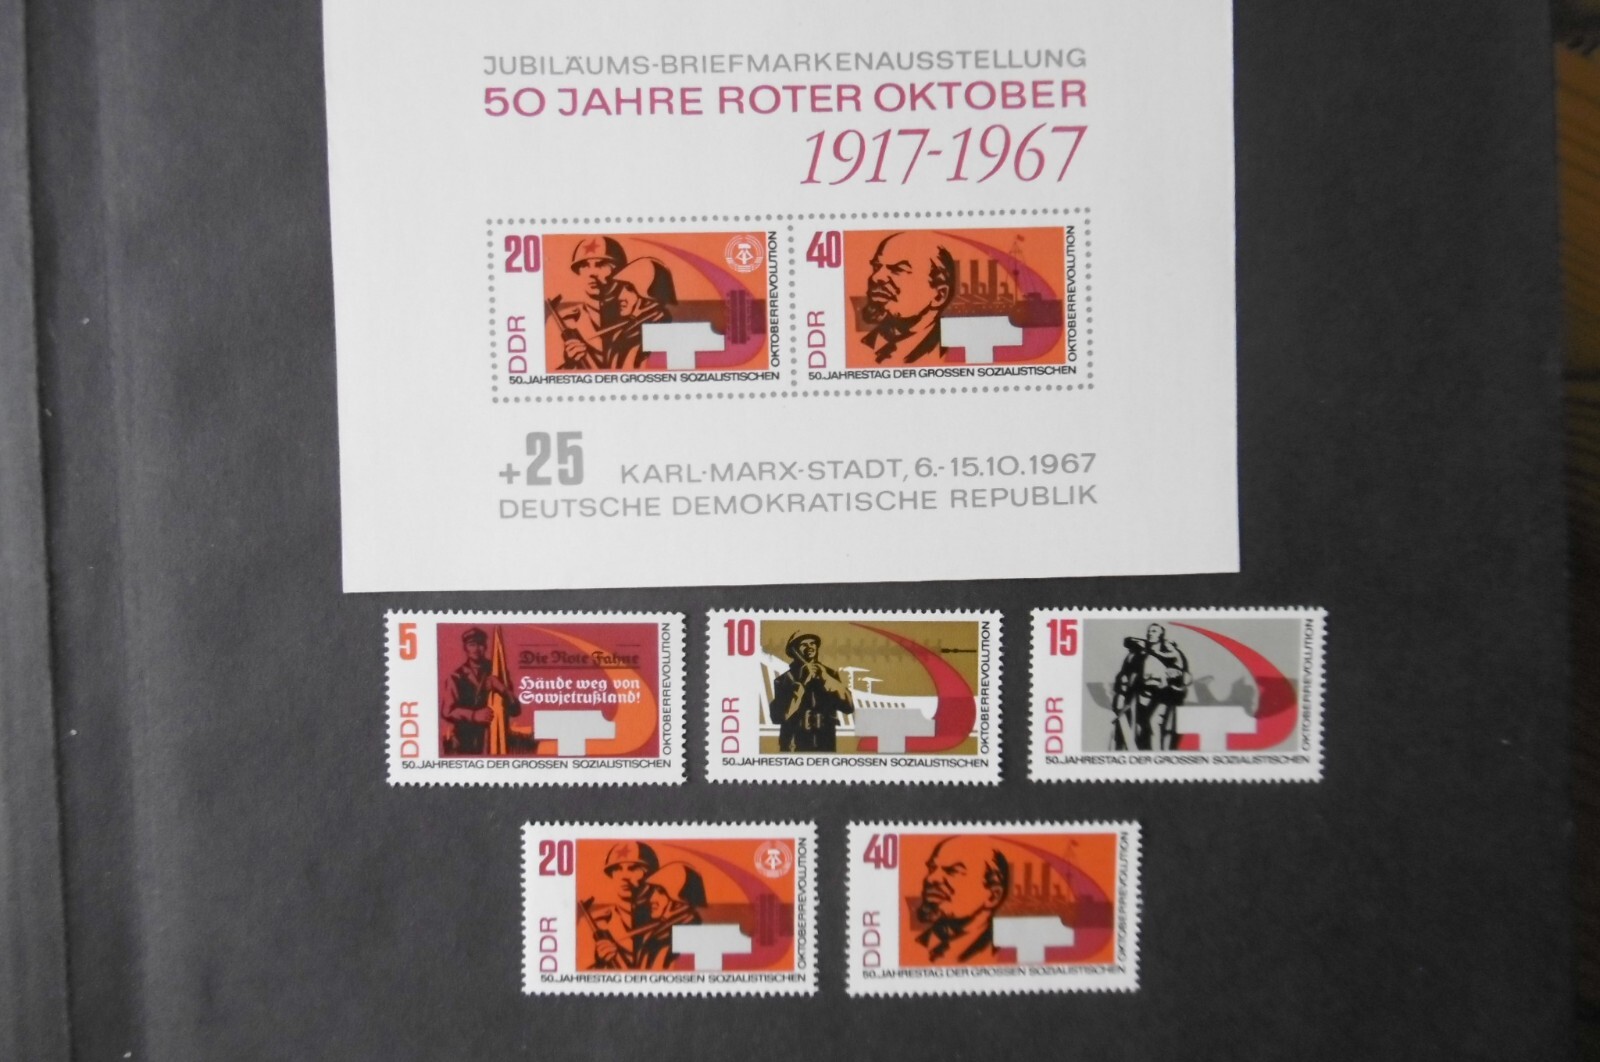 JUBILÄUMS-BRIEFMARKENAUSSTELLUNG
50 JAHRE ROTER OKTOBER
1917-1967
20
DDR
50.JAHRESTAG DER GROSSEN SOZIALISTISCHEN
OKTOBERREVOLUTION
40
DDR
50.JAHRESTAG DER GROSSEN SOZIALISTISCHEN
OKTOBERREVOLUTION
+25 KARL-MARX-STADT, 6.-15.10.1967
DEUTSCHE DEMOKRATISCHE REPUBLIK
5
DDR
Die Rote Fahne
Hände weg von
Sowjetrußland!
50.JAHRESTAG DER GROSSEN SOZIALISTISCHEN
OKTOBERREVOLUTION
10
DDR
50.JAHRESTAG DER GROSSEN SOZIALISTISCHEN
OKTOBERREVOLUTION
15
DDR
50.JAHRESTAG DER GROSSEN SOZIALISTISCHEN
OKTOBERREVOLUTION
20
DDR
50.JAHRESTAG DER GROSSEN SOZIALISTISCHEN
OKTOBERREVOLUTION
40
DDR
50.JAHRESTAG DER GROSSEN SOZIALISTISCHEN
OKTOBERREVOLUTION